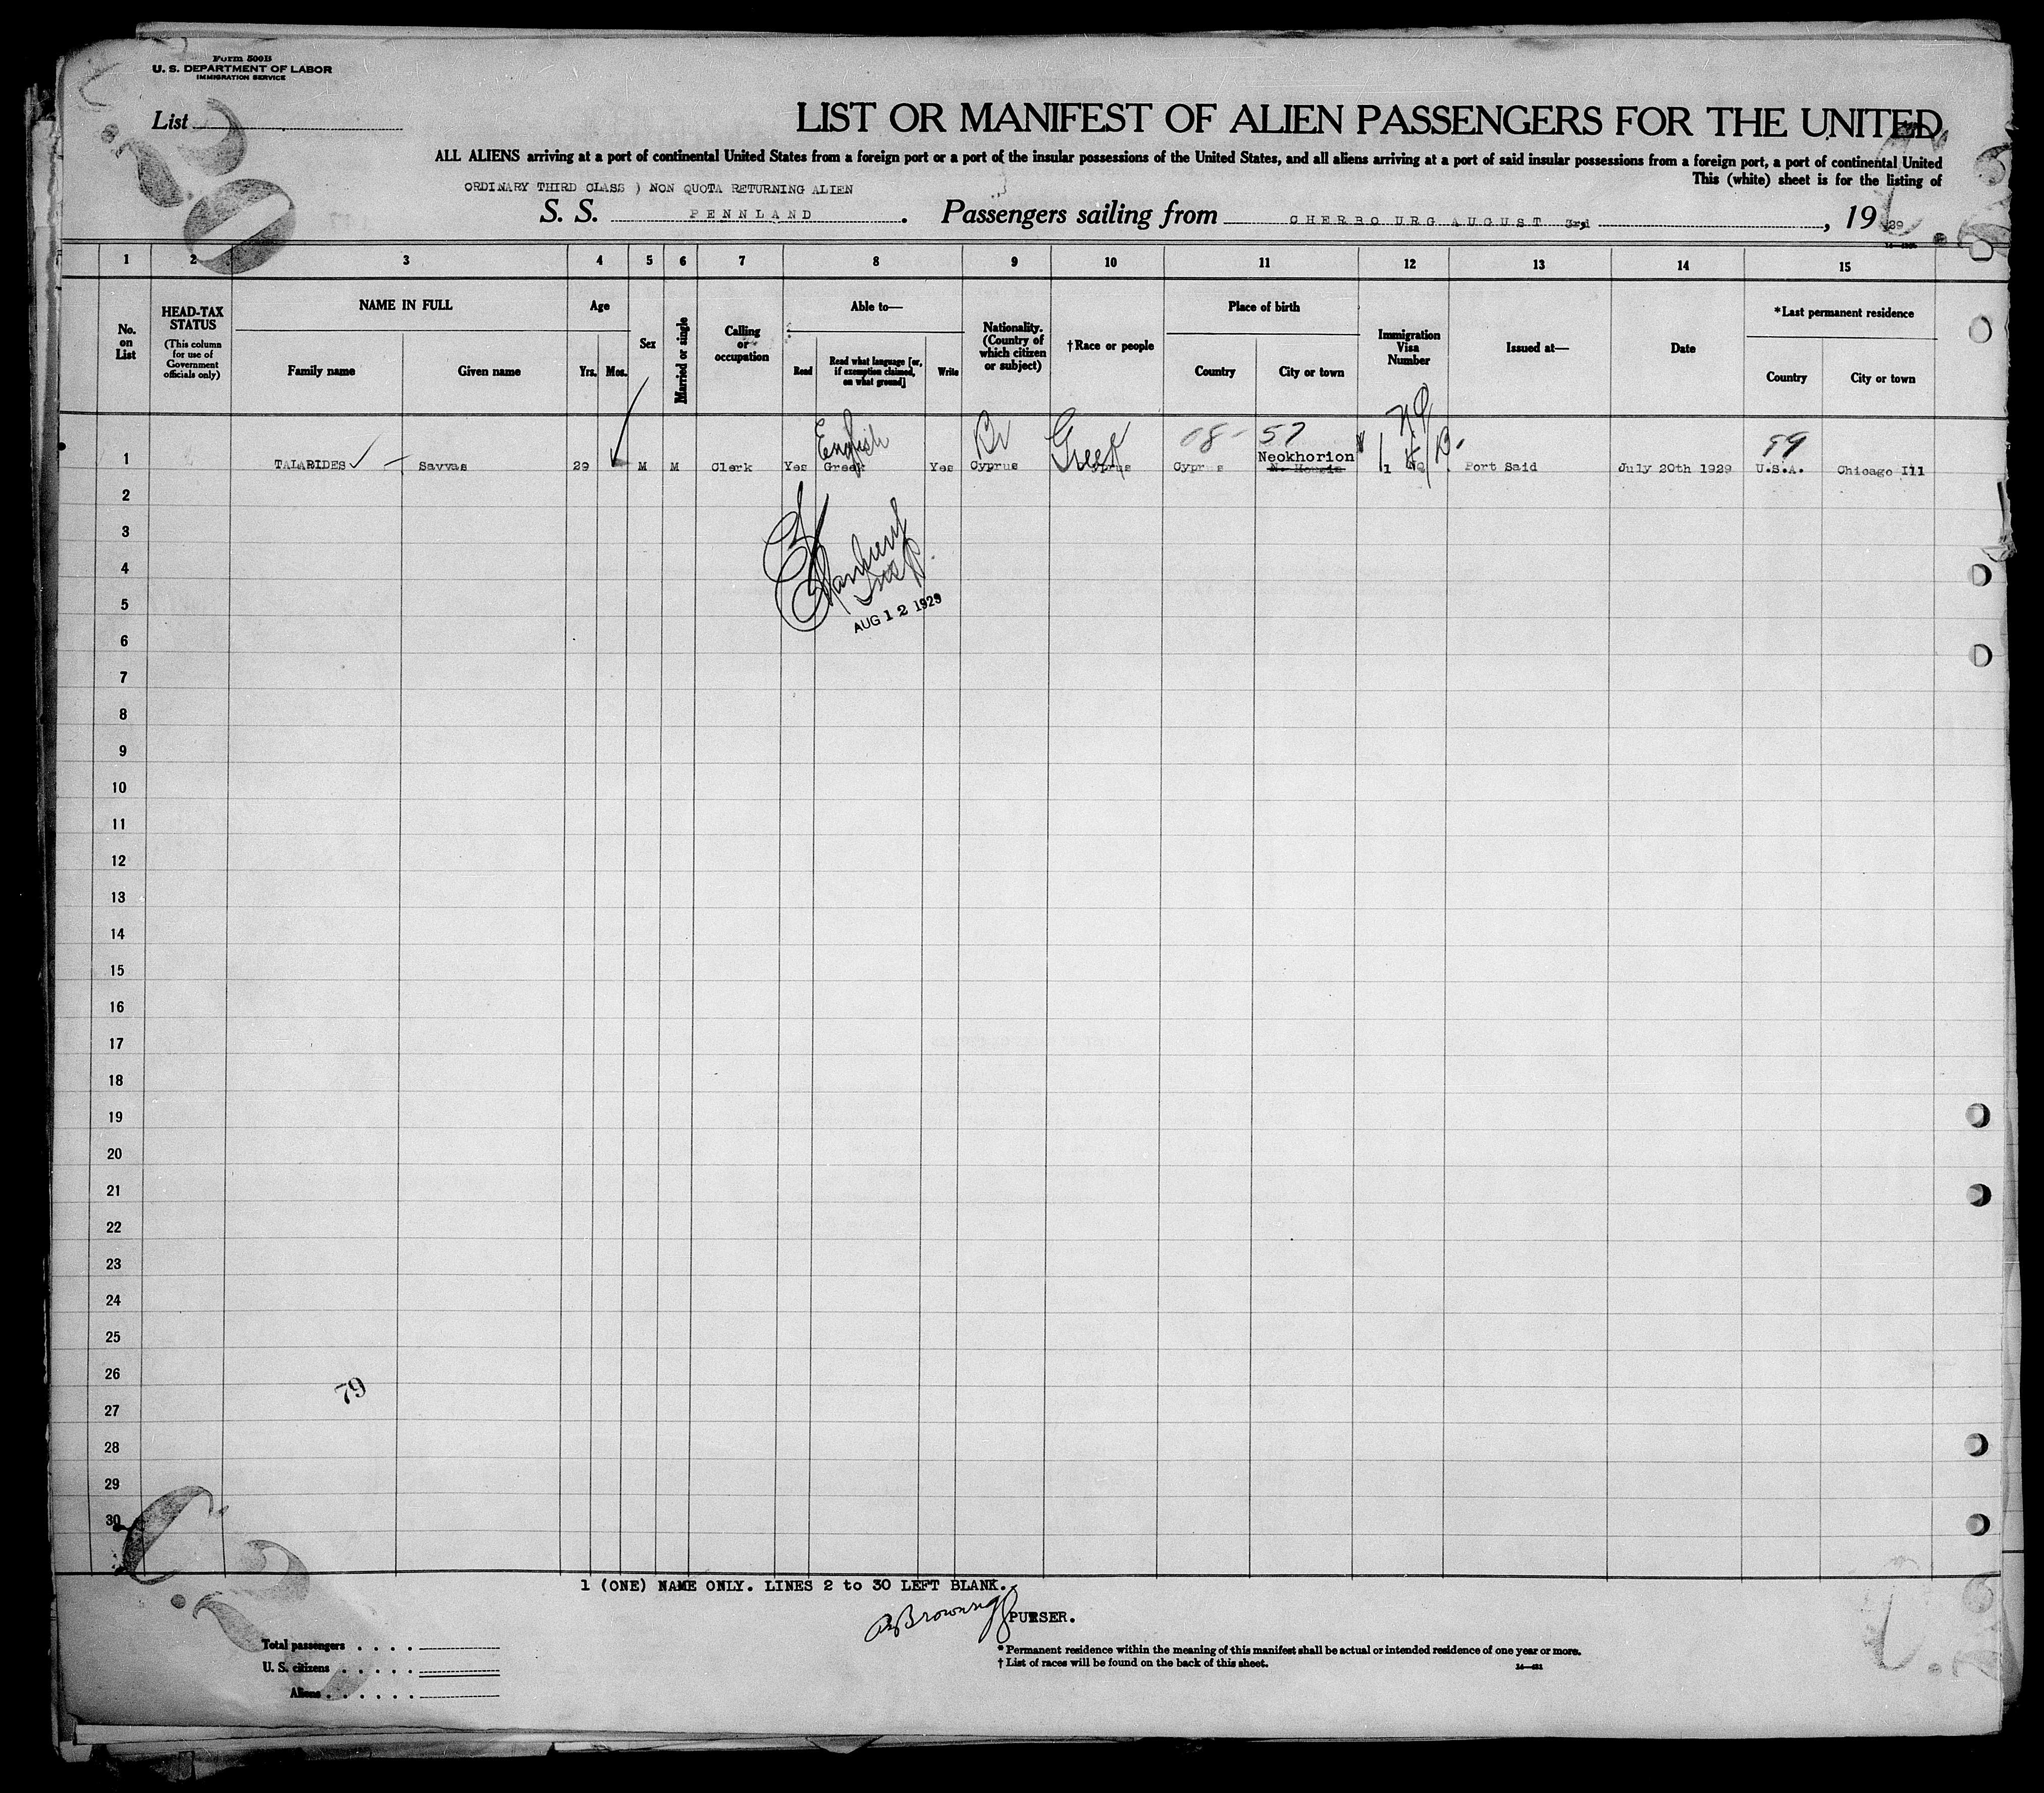 Form 500B
U. S. DEPARTMENT OF LABOR
IMMIGRATION SERVICE
List
LIST OR MANIFEST OF ALIEN PASSENGERS FOR THE UNITED
ALL ALIENS arriving at a port of continental United States from a foreign port or a port of the insular possessions of the United States, and all aliens arriving at a port of said insular possessions from a foreign port, a port of continental United
This (white) sheet is for the listing of
ORDINARY THIRD CLASS ) NON QUOTA RETURNING ALIEN
S. S. PENNLAND. Passengers sailing from CHERBOURG AUGUST 3rd, 1929
1 2 3 4 5 6 7 8 9 10 11 12 13 14 15
No. on List
HEAD-TAX STATUS
(This column for use of Government officials only)
NAME IN FULL
Family name
Given name
Age
Yrs. Mos.
Sex
Married or single
Calling or occupation
Able to—
Read
Read what language [or, if exemption claimed, on what ground]
Write
Nationality. (Country of which citizen or subject)
†Race or people
Place of birth
Country
City or town
Immigration Visa Number
Issued at—
Date
*Last permanent residence
Country
City or town
English Br Greek 08- 57 99
Neokhorion
1 TALARIDES Savvas 29 M M Clerk Yes Greek Yes Cyprus Cyprus Cyprus Port Said July 20th 1929 U.S.A. Chicago Ill
2
3
4
5
AUG 12 1929
6
7
8
9
10
11
12
13
14
15
16
17
18
19
20
21
22
23
24
25
26
79
27
28
29
30
1 (ONE) NAME ONLY. LINES 2 to 30 LEFT BLANK.
PURSER.
Total passengers . . . .
U. S. citizens . . . . .
Aliens . . . . . .
* Permanent residence within the meaning of this manifest shall be actual or intended residence of one year or more.
† List of races will be found on the back of this sheet.
14—421